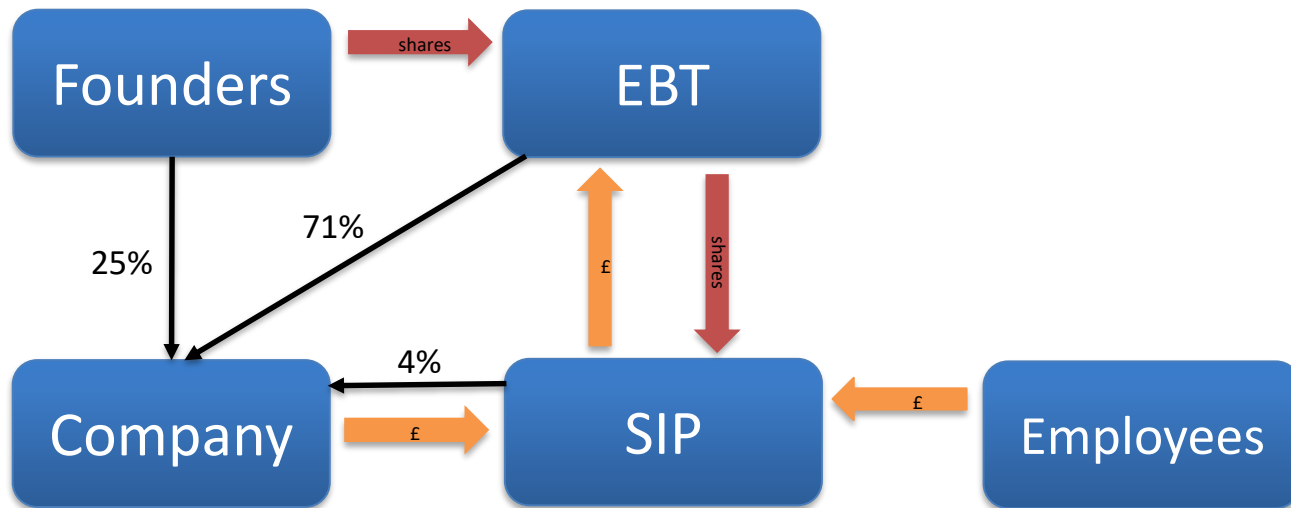 Founders
shares
EBT
25%
71%
£
shares
4%
Company
£
SIP
£
Employees